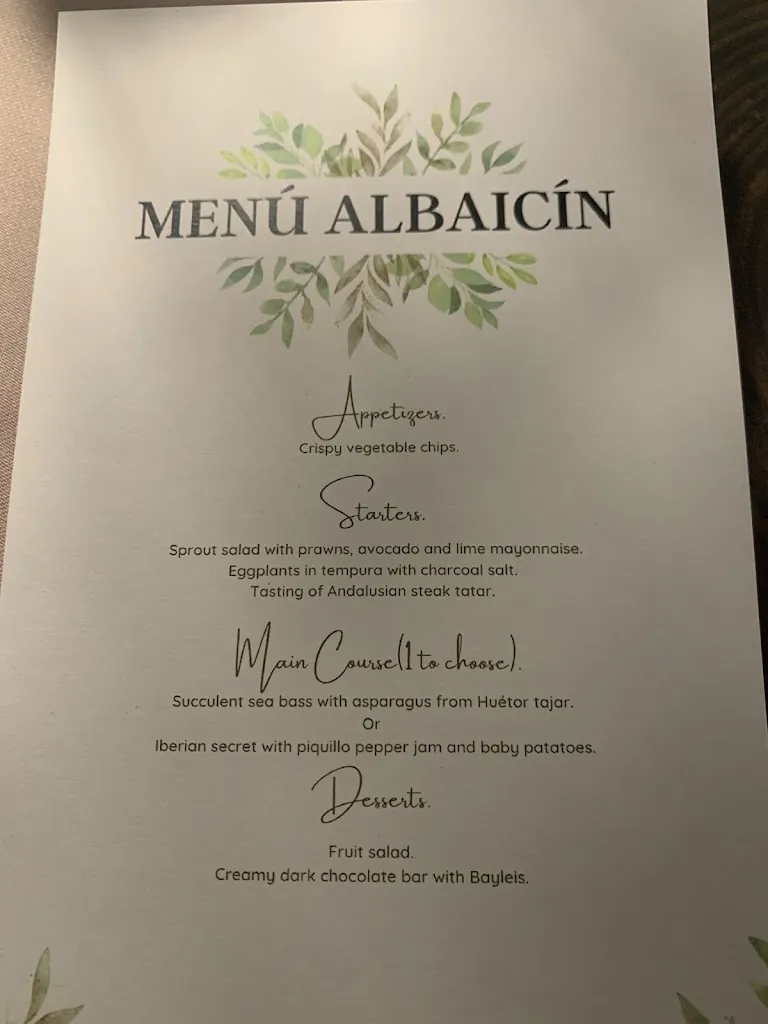 MENÚ ALBAICÍN
Appetizers.
Crispy vegetable chips.
Starters.
Sprout salad with prawns, avocado and lime mayonnaise.
Eggplants in tempura with charcoal salt.
Tasting of Andalusian steak tatar.
Main Course(1 to choose).
Succulent sea bass with asparagus from Huétor tajar.
Or
Iberian secret with piquillo pepper jam and baby patatoes.
Desserts.
Fruit salad.
Creamy dark chocolate bar with Bayleis.